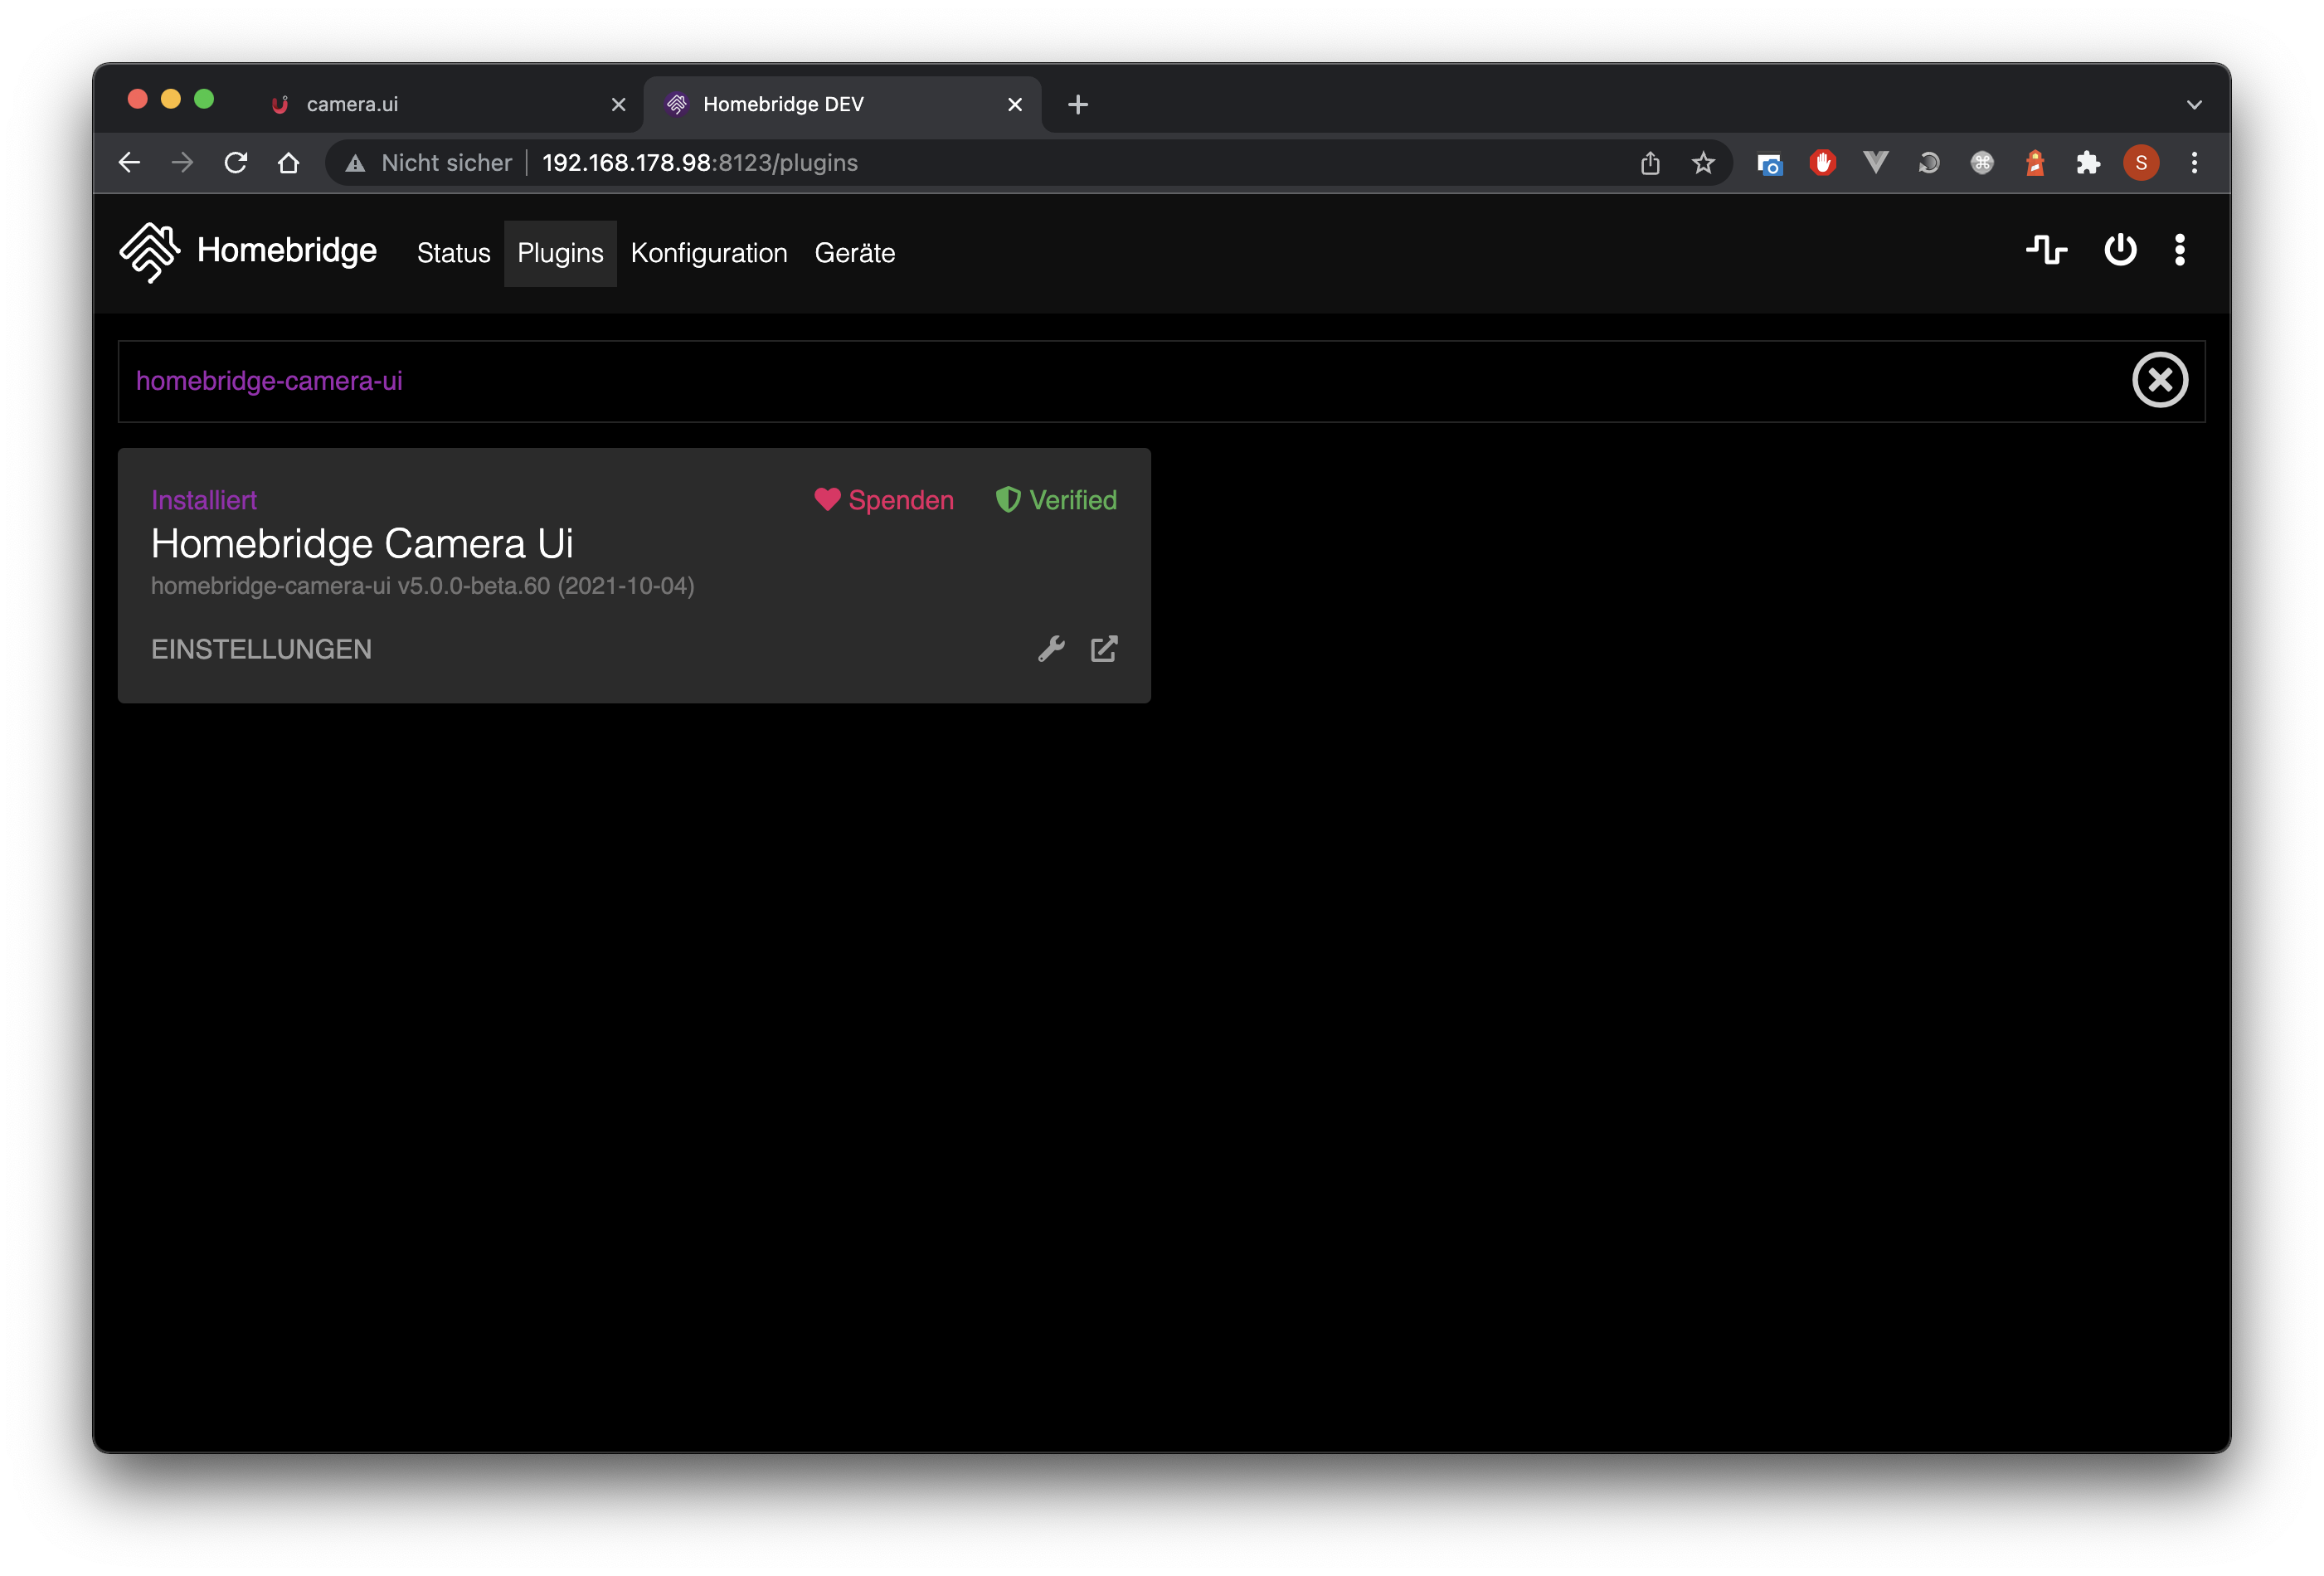 camera.ui
Homebridge DEV
Nicht sicher | 192.168.178.98:8123/plugins
S
Homebridge Status Plugins Konfiguration Geräte
homebridge-camera-ui
Installiert Spenden Verified
Homebridge Camera Ui
homebridge-camera-ui v5.0.0-beta.60 (2021-10-04)
EINSTELLUNGEN